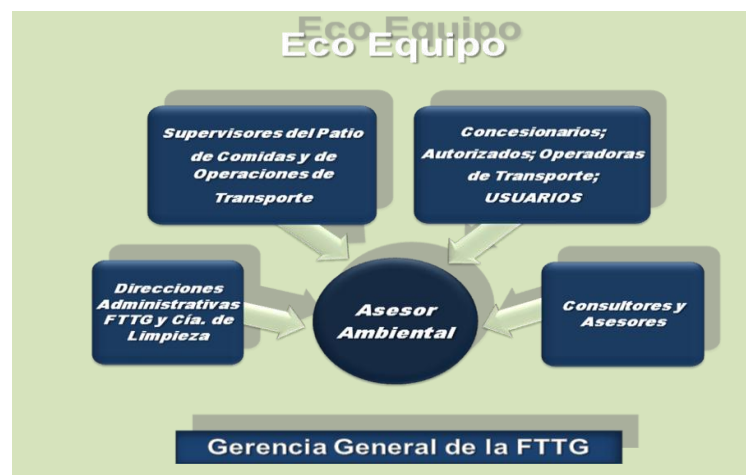 Eco Equipo
Supervisores del Patio
de Comidas y de
Operaciones de
Transporte
Concesionarios;
Autorizados; Operadoras
de Transporte;
USUARIOS
Direcciones
Administrativas
FTTG y Cía. de
Limpieza
Asesor
Ambiental
Consultores y
Asesores
Gerencia General de la FTTG